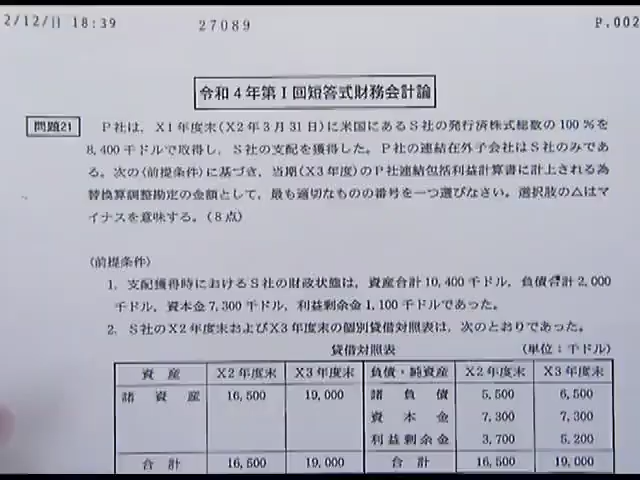 2/12/日 18:39 27089 P.002
令和4年第Ⅰ回短答式財務会計論
問題21 P社は、X1年度末(X2年3月31日)に米国にあるS社の発行済株式総数の100%を
8,400千ドルで取得し、S社の支配を獲得した。P社の連結在外子会社はS社のみであ
る。次の〈前提条件〉に基づき、当期(X3年度)のP社連結包括利益計算書に計上される為
替換算調整勘定の金額として、最も適切なものの番号を一つ選びなさい。選択肢の△はマ
イナスを意味する。(8点)
〈前提条件〉
1. 支配獲得時におけるS社の財政状態は、資産合計10,400千ドル、負債合計2,000
千ドル、資本金7,300千ドル、利益剰余金1,100千ドルであった。
2. S社のX2年度末およびX3年度末の個別貸借対照表は、次のとおりであった。
貸借対照表 (単位:千ドル)
資産 X2年度末 X3年度末 負債・純資産 X2年度末 X3年度末
諸資産 16,500 19,000 諸負債 5,500 6,500
資本金 7,300 7,300
利益剰余金 3,700 5,200
合計 16,500 19,000 合計 16,500 19,000